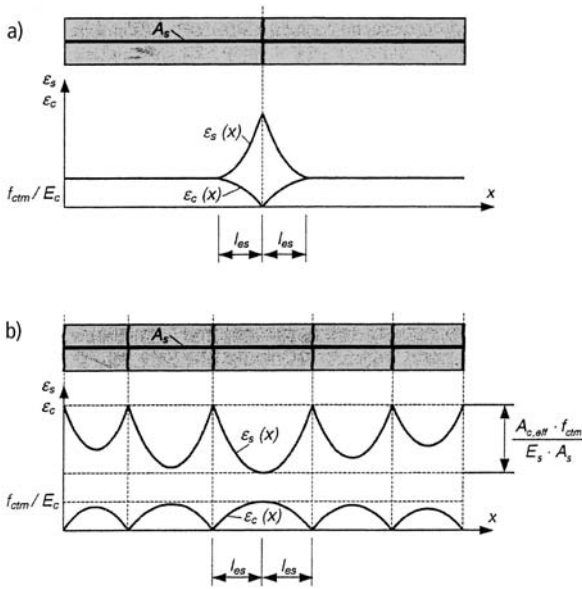 a)
A_s
ε_s
ε_c
ε_s (x)
ε_c (x)
f_ctm / E_c
x
l_es l_es
b)
A_s
ε_s
ε_c
ε_s (x)
A_c,eff · f_ctm
E_s · A_s
f_ctm / E_c
ε_c (x)
x
l_es l_es